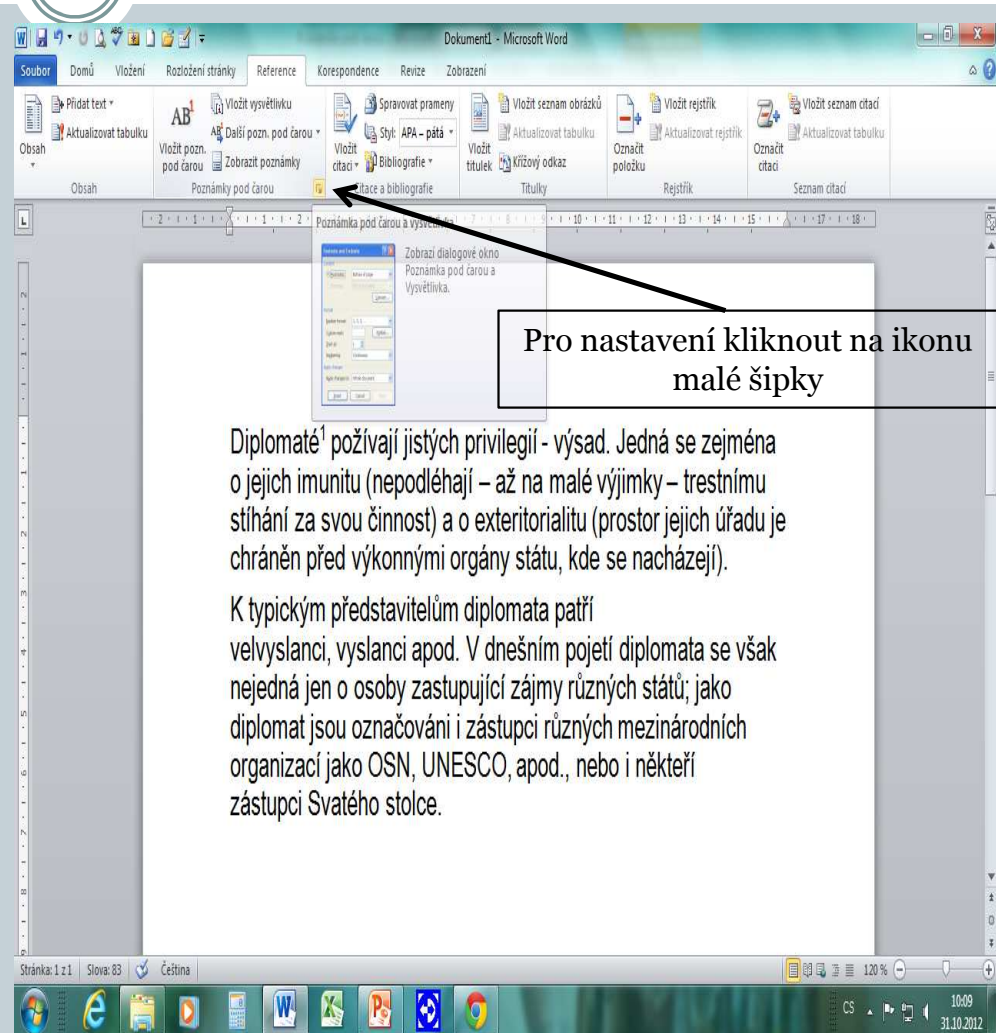 Dokument1 - Microsoft Word
Soubor Domů Vložení Rozložení stránky Reference Korespondence Revize Zobrazení
Obsah
Přidat text
Aktualizovat tabulku
Obsah
AB1
Vložit pozn. pod čarou
Vložit vysvětlivku
Další pozn. pod čarou
Zobrazit poznámky
Poznámky pod čarou
Vložit citaci
Spravovat prameny
Styl: APA – pátá
Bibliografie
Citace a bibliografie
Vložit titulek
Vložit seznam obrázků
Aktualizovat tabulku
Křížový odkaz
Titulky
Označit položku
Vložit rejstřík
Aktualizovat rejstřík
Rejstřík
Označit citaci
Vložit seznam citací
Aktualizovat tabulku
Seznam citací
Poznámka pod čarou a vysvětlivka
Zobrazí dialogové okno
Poznámka pod čarou a
Vysvětlivka.
Pro nastavení kliknout na ikonu
malé šipky
Diplomaté¹ požívají jistých privilegií - výsad. Jedná se zejména
o jejich imunitu (nepodléhají – až na malé výjimky – trestnímu
stíhání za svou činnost) a o exteritorialitu (prostor jejich úřadu je
chráněn před výkonnými orgány státu, kde se nacházejí).
K typickým představitelům diplomata patří
velvyslanci, vyslanci apod. V dnešním pojetí diplomata se však
nejedná jen o osoby zastupující zájmy různých států; jako
diplomat jsou označováni i zástupci různých mezinárodních
organizací jako OSN, UNESCO, apod., nebo i někteří
zástupci Svatého stolce.
Stránka: 1 z 1 Slova: 83 Čeština 120 %
CS 10:09
31.10.2012